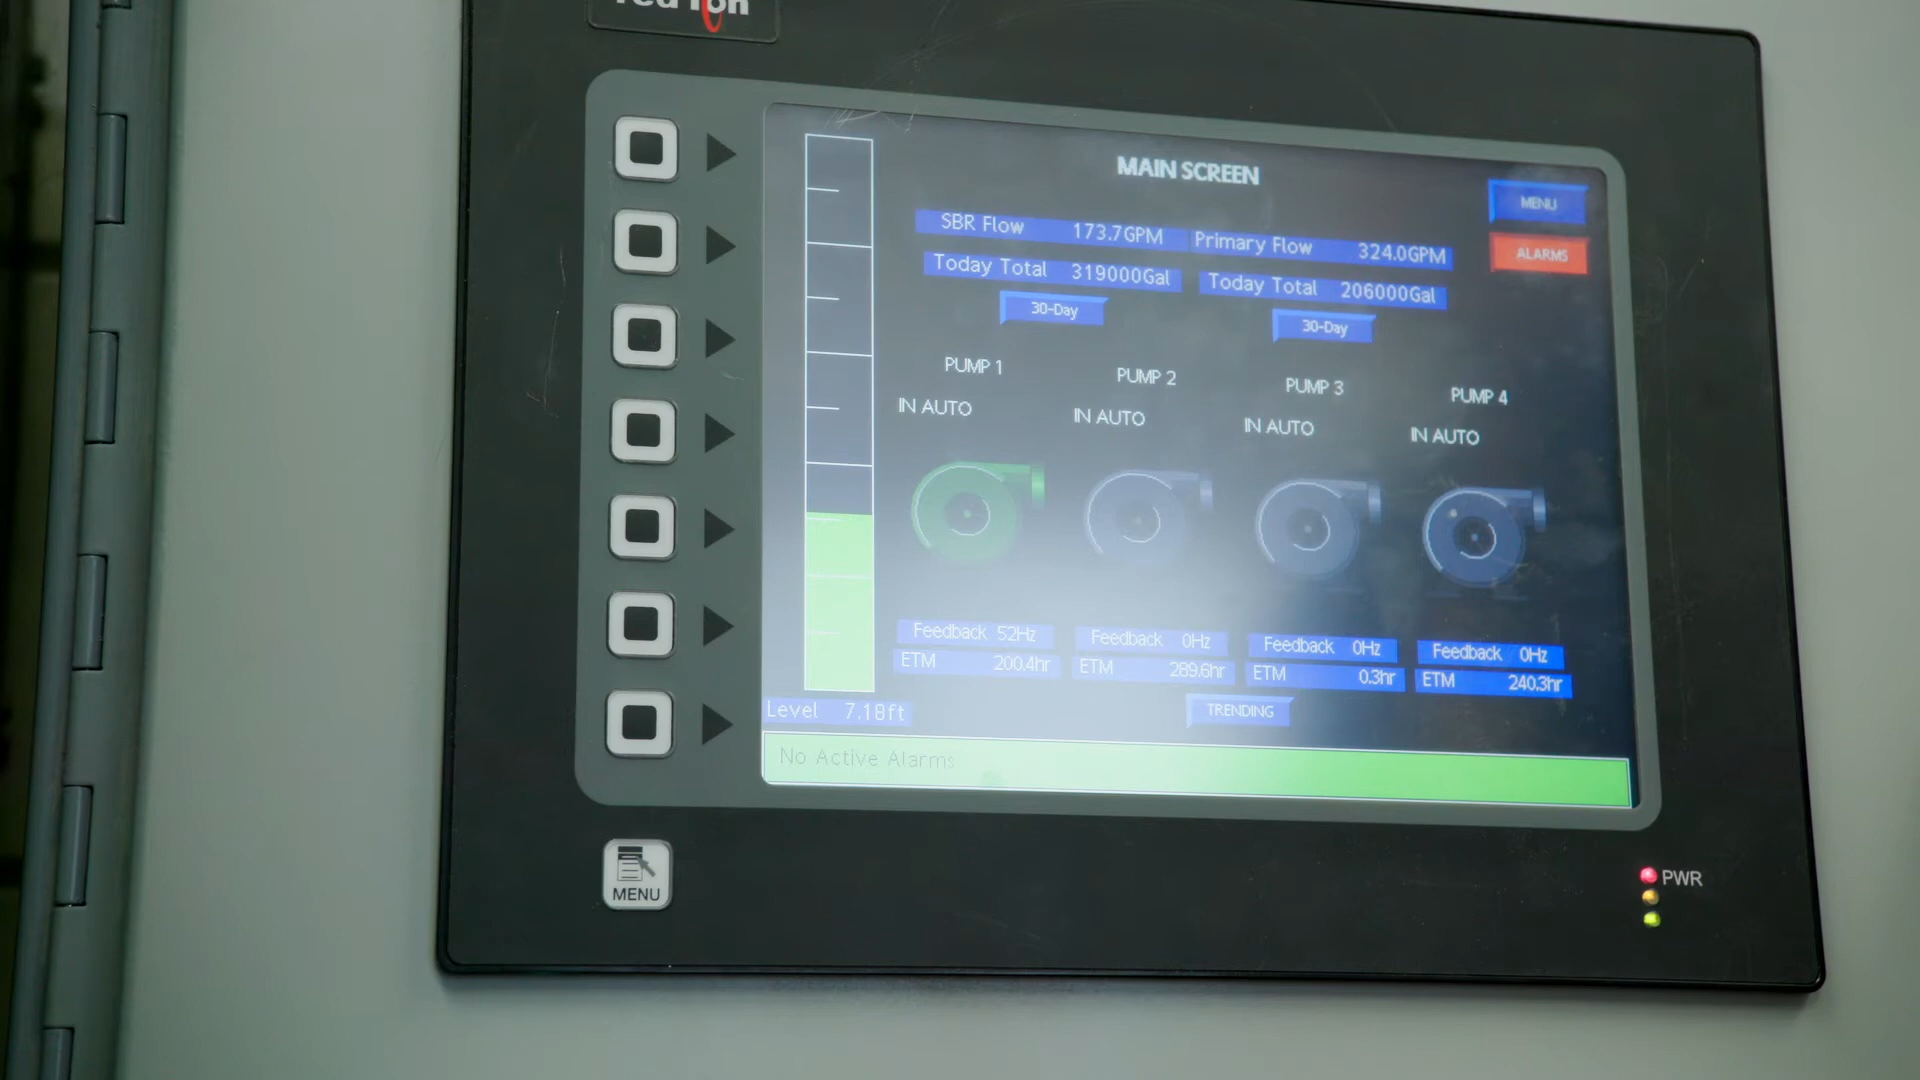 red lion
MAIN SCREEN
MENU
ALARMS
SBR Flow 173.7GPM
Primary Flow 324.0GPM
Today Total 319000Gal
Today Total 206000Gal
30-Day
30-Day
PUMP 1
PUMP 2
PUMP 3
PUMP 4
IN AUTO
IN AUTO
IN AUTO
IN AUTO
Feedback 52Hz
Feedback 0Hz
Feedback 0Hz
Feedback 0Hz
ETM 200.4hr
ETM 289.6hr
ETM 0.3hr
ETM 240.3hr
Level 7.18ft
TRENDING
No Active Alarms
MENU
PWR